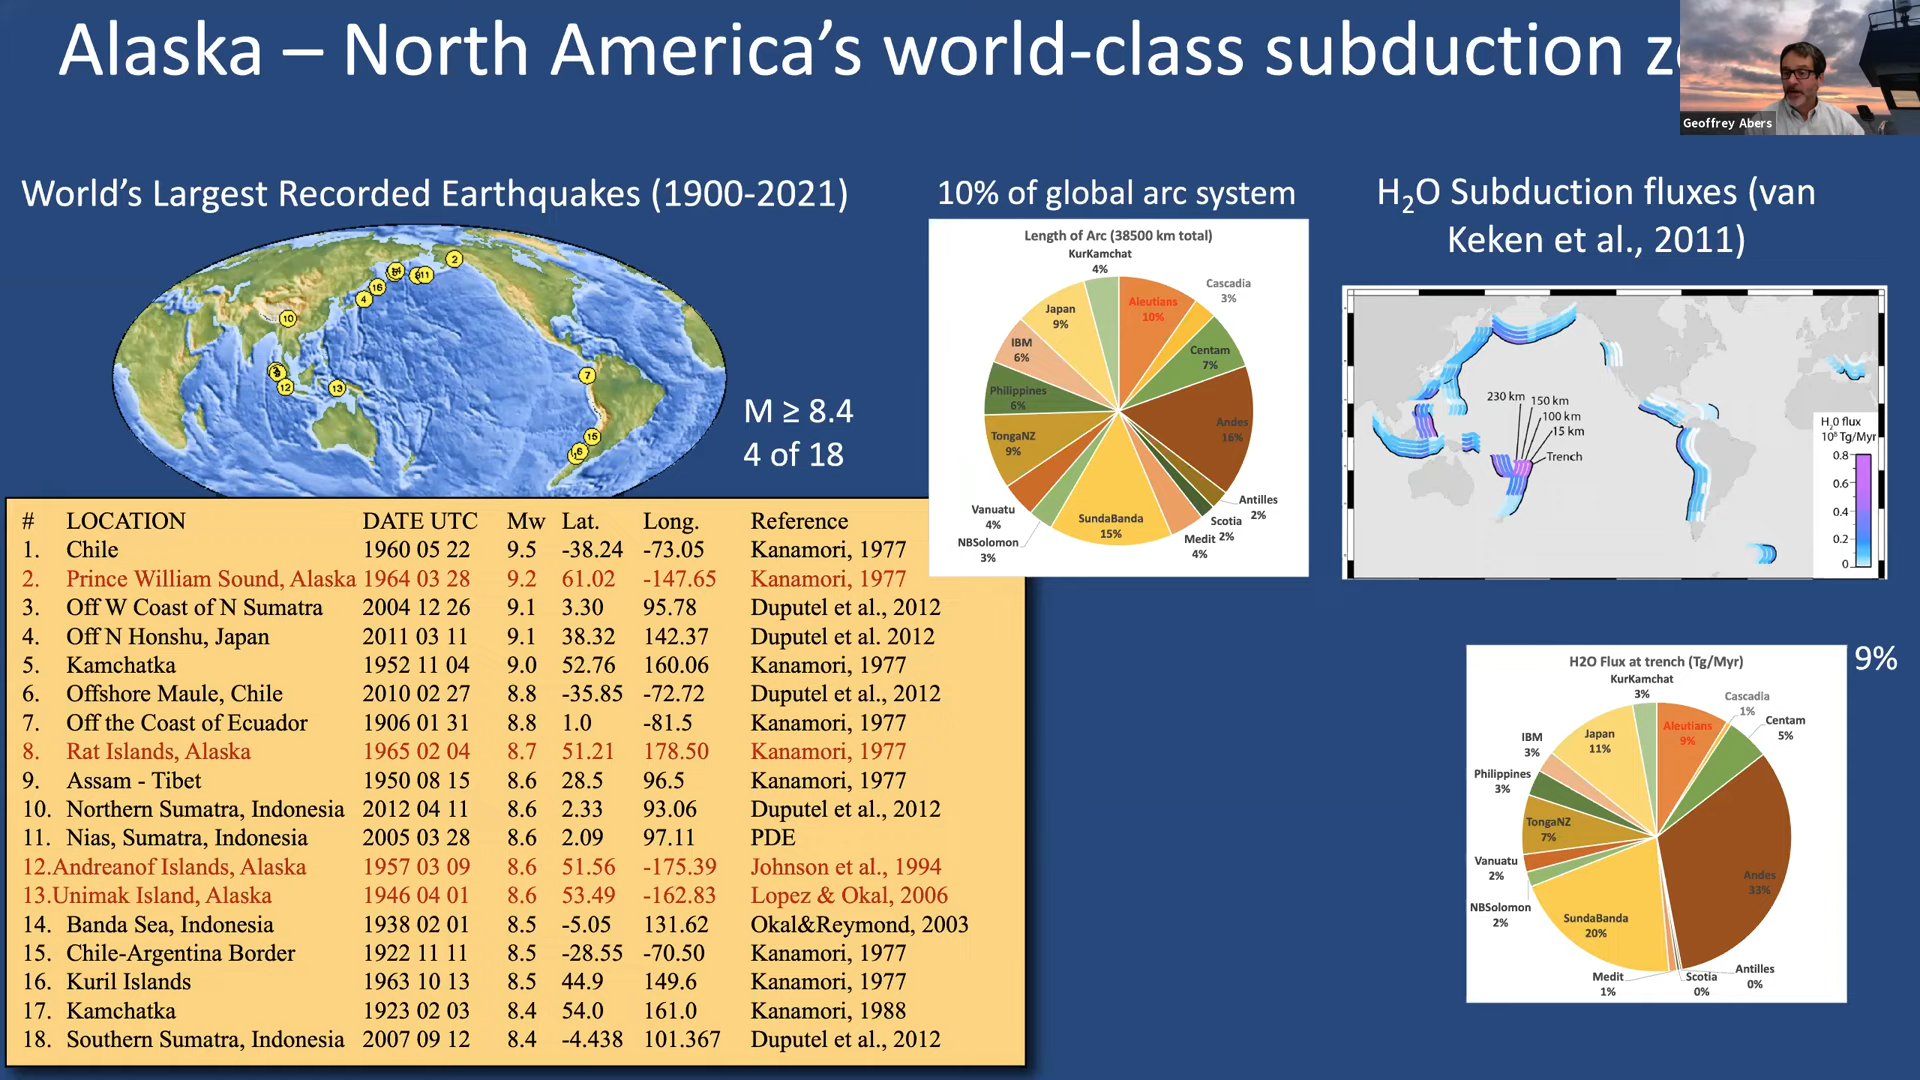 Alaska – North America's world-class subduction z
Geoffrey Abers
World's Largest Recorded Earthquakes (1900-2021)
10% of global arc system
H₂O Subduction fluxes (van
Keken et al., 2011)
2
11
16
4
10
12
13
7
15
6
M ≥ 8.4
4 of 18
Length of Arc (38500 km total)
KurKamchat
4%
Aleutians
10%
Cascadia
3%
Centam
7%
Andes
16%
Antilles
2%
Scotia
2%
Medit
4%
SundaBanda
15%
NBSolomon
3%
Vanuatu
4%
TongaNZ
9%
Philippines
6%
IBM
6%
Japan
9%
230 km
150 km
100 km
15 km
Trench
H₂0 flux
10⁸ Tg/Myr
0.8
0.6
0.4
0.2
0
# LOCATION DATE UTC Mw Lat. Long. Reference
1. Chile 1960 05 22 9.5 -38.24 -73.05 Kanamori, 1977
2. Prince William Sound, Alaska 1964 03 28 9.2 61.02 -147.65 Kanamori, 1977
3. Off W Coast of N Sumatra 2004 12 26 9.1 3.30 95.78 Duputel et al., 2012
4. Off N Honshu, Japan 2011 03 11 9.1 38.32 142.37 Duputel et al. 2012
5. Kamchatka 1952 11 04 9.0 52.76 160.06 Kanamori, 1977
6. Offshore Maule, Chile 2010 02 27 8.8 -35.85 -72.72 Duputel et al., 2012
7. Off the Coast of Ecuador 1906 01 31 8.8 1.0 -81.5 Kanamori, 1977
8. Rat Islands, Alaska 1965 02 04 8.7 51.21 178.50 Kanamori, 1977
9. Assam - Tibet 1950 08 15 8.6 28.5 96.5 Kanamori, 1977
10. Northern Sumatra, Indonesia 2012 04 11 8.6 2.33 93.06 Duputel et al., 2012
11. Nias, Sumatra, Indonesia 2005 03 28 8.6 2.09 97.11 PDE
12.Andreanof Islands, Alaska 1957 03 09 8.6 51.56 -175.39 Johnson et al., 1994
13.Unimak Island, Alaska 1946 04 01 8.6 53.49 -162.83 Lopez & Okal, 2006
14. Banda Sea, Indonesia 1938 02 01 8.5 -5.05 131.62 Okal&Reymond, 2003
15. Chile-Argentina Border 1922 11 11 8.5 -28.55 -70.50 Kanamori, 1977
16. Kuril Islands 1963 10 13 8.5 44.9 149.6 Kanamori, 1977
17. Kamchatka 1923 02 03 8.4 54.0 161.0 Kanamori, 1988
18. Southern Sumatra, Indonesia 2007 09 12 8.4 -4.438 101.367 Duputel et al., 2012
9%
H2O Flux at trench (Tg/Myr)
KurKamchat
3%
Aleutians
9%
Cascadia
1%
Centam
5%
Andes
33%
Antilles
0%
Scotia
0%
Medit
1%
SundaBanda
20%
NBSolomon
2%
Vanuatu
2%
TongaNZ
7%
Philippines
3%
IBM
3%
Japan
11%